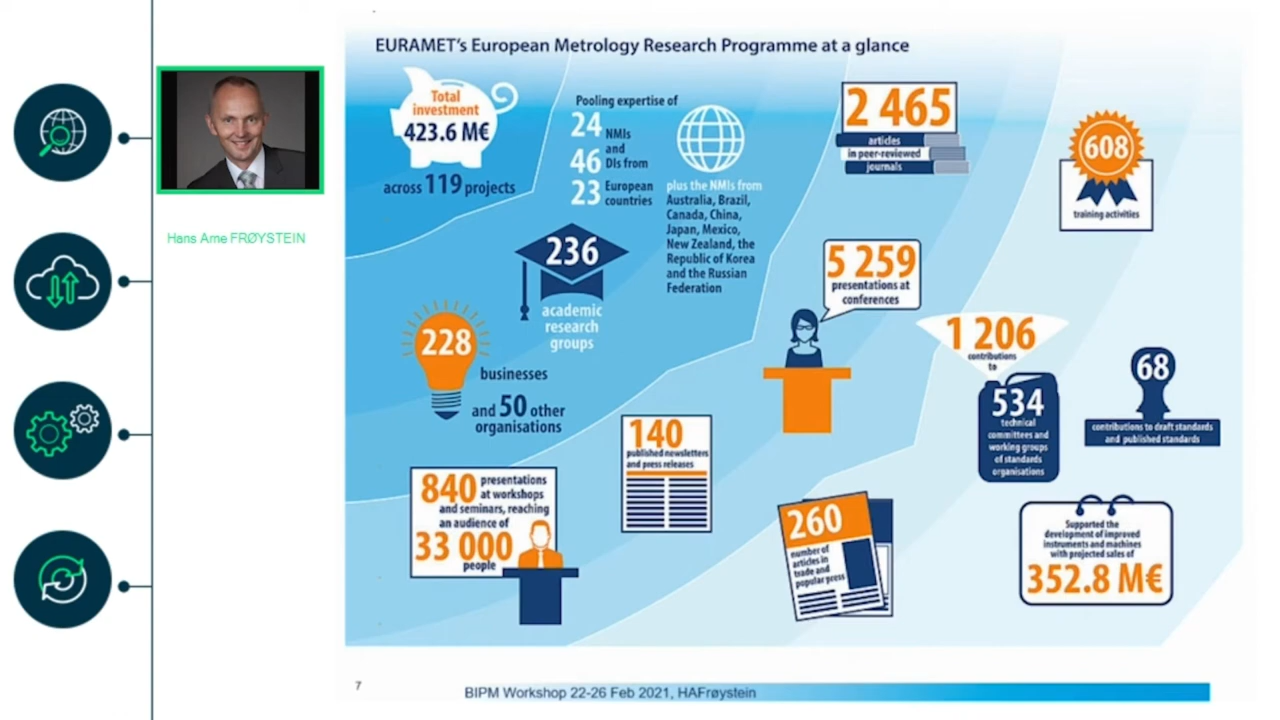 EURAMET's European Metrology Research Programme at a glance
Total
investment
423.6 M€
across 119 projects
Pooling expertise of
24 NMIs
and
46 DIs from
23 European
countries
plus the NMIs from
Australia, Brazil,
Canada, China,
Japan, Mexico,
New Zealand, the
Republic of Korea
and the Russian
Federation
2 465
articles
in peer-reviewed
journals
608
training activities
Hans Arne FRØYSTEIN
236
academic
research
groups
5 259
presentations at
conferences
228
businesses
and 50 other
organisations
1 206
contributions
to
534
technical
committees and
working groups
of standards
organisations
68
contributions to draft standards
and published standards
140
published newsletters
and press releases
840 presentations
at workshops
and seminars, reaching
an audience of
33 000
people
260
number of
articles in
trade and
popular press
Supported the
development of improved
instruments and machines
with projected sales of
352.8 M€
7
BIPM Workshop 22-26 Feb 2021, HAFrøystein